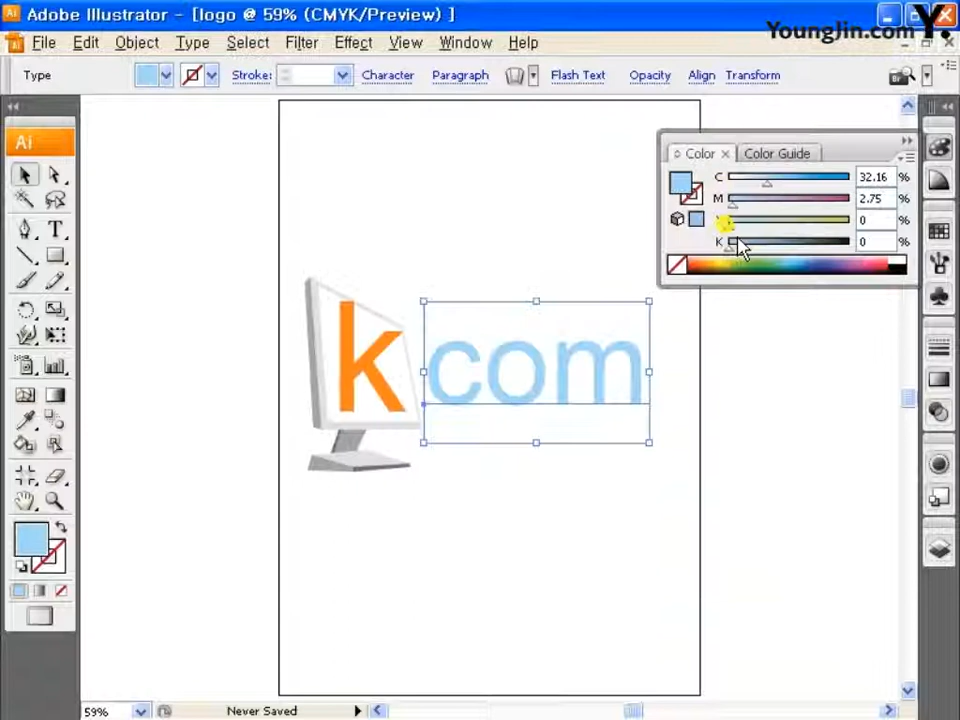 Adobe Illustrator - [logo @ 59% (CMYK/Preview) ]
YoungJin.com Y.
File Edit Object Type Select Filter Effect View Window Help
Type Stroke: Character Paragraph Flash Text Opacity Align Transform
Ai
Color Color Guide
C 32.16 %
M 2.75 %
0 %
K 0 %
k com
59% Never Saved